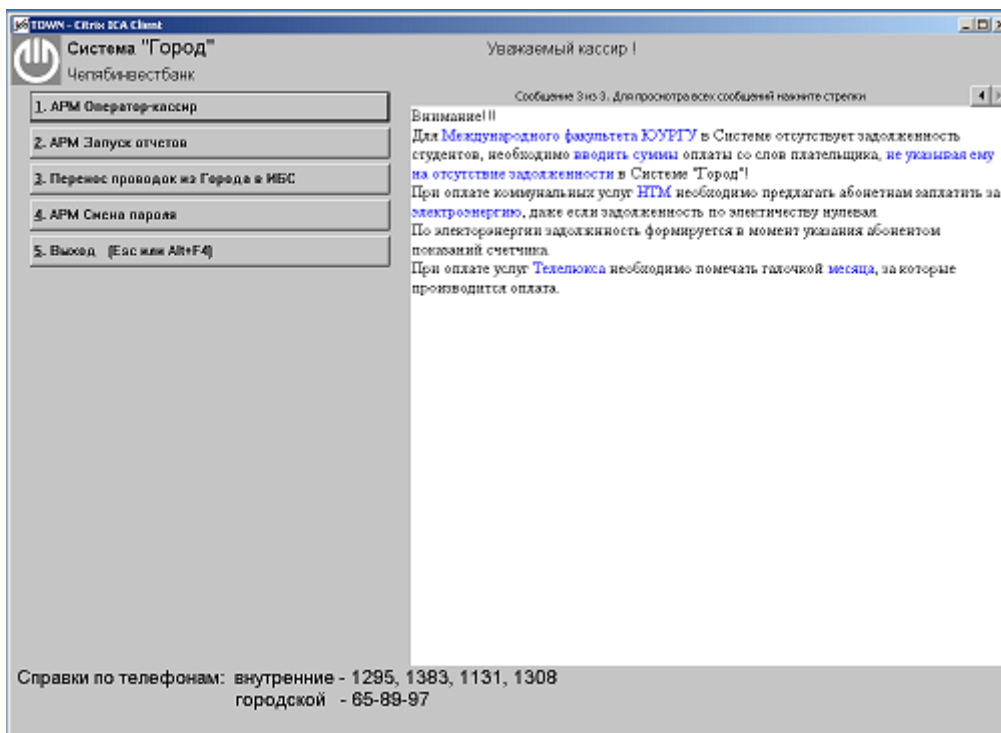 TOWN - Citrix ICA Client
Система "Город"
Челябинвестбанк
Уважаемый кассир !
1. АРМ Оператор-кассир
2. АРМ Запуск отчетов
3. Перенос проводок из Города в ИБС
4. АРМ Смена пароля
5. Выход (Esc или Alt+F4)
Сообщение 3 из 3. Для просмотра всех сообщений нажмите стрелки
Внимание!!!
Для Международного факультета ЮУРГУ в Системе отсутствует задолженность
студентов, необходимо вводить суммы оплаты со слов плательщика, не указывая ему
на отсутствие задолженности в Системе "Город"!
При оплате коммунальных услуг НТМ необходимо предлагать абонетнам заплатить за
электроэнергию, даже если задолженность по электичеству нулевая.
По электорэнергии задолжнность формируется в момент указания абонентом
показаний счетчика.
При оплате услуг Телелюкса необходимо помечать галочкой месяца, за которые
производится оплата.
Справки по телефонам: внутренние - 1295, 1383, 1131, 1308
городской - 65-89-97